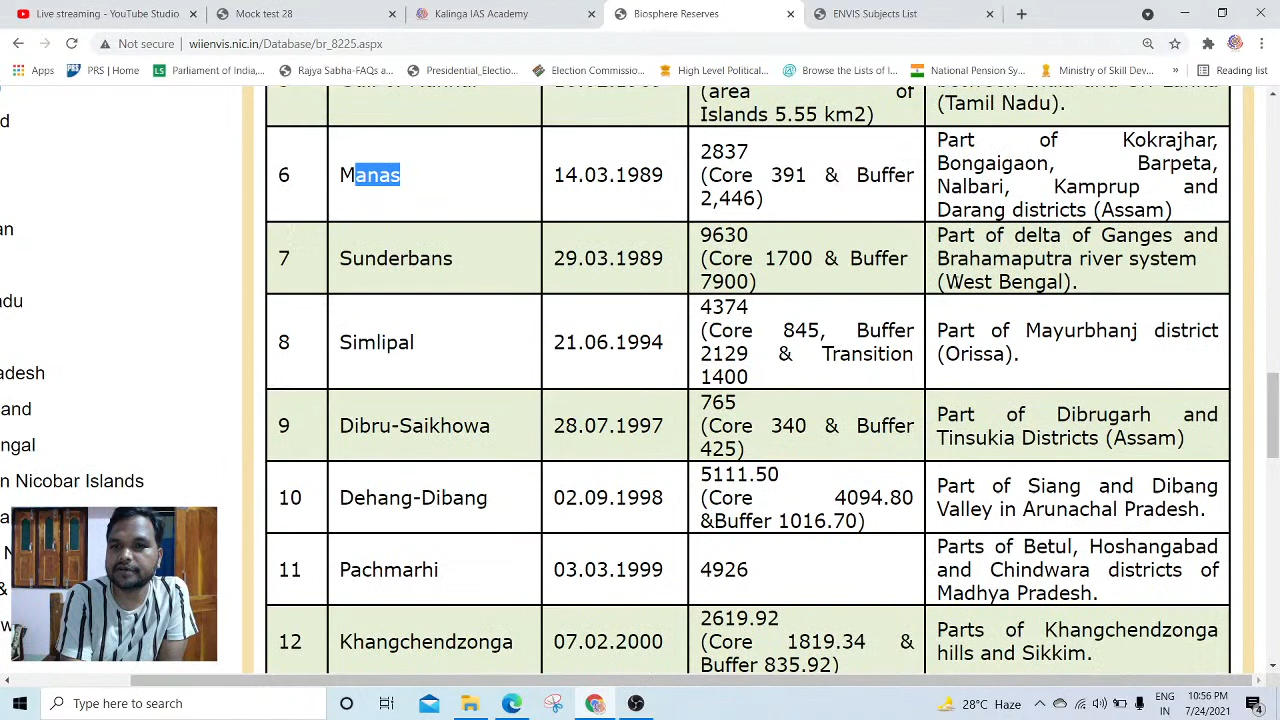 Live streaming - YouTube Studio
Mock test 28
Kalinga IAS Academy
Biosphere Reserves
ENVIS Subjects List
Not secure | wiienvis.nic.in/Database/br_8225.aspx
Apps
PRS | Home
Parliament of India...
Rajya Sabha-FAQs a...
Presidential_Electio...
Election Commissio...
High Level Political...
Browse the Lists of I...
National Pension Sy...
Ministry of Skill Dev...
»
Reading list
(area of
Islands 5.55 km2)
(Tamil Nadu).
6
Manas
14.03.1989
2837
(Core 391 & Buffer
2,446)
Part of Kokrajhar,
Bongaigaon, Barpeta,
Nalbari, Kamprup and
Darang districts (Assam)
7
Sunderbans
29.03.1989
9630
(Core 1700 & Buffer
7900)
Part of delta of Ganges and
Brahamaputra river system
(West Bengal).
8
Simlipal
21.06.1994
4374
(Core 845, Buffer
2129 & Transition
1400
Part of Mayurbhanj district
(Orissa).
9
Dibru-Saikhowa
28.07.1997
765
(Core 340 & Buffer
425)
Part of Dibrugarh and
Tinsukia Districts (Assam)
10
Dehang-Dibang
02.09.1998
5111.50
(Core 4094.80
&Buffer 1016.70)
Part of Siang and Dibang
Valley in Arunachal Pradesh.
11
Pachmarhi
03.03.1999
4926
Parts of Betul, Hoshangabad
and Chindwara districts of
Madhya Pradesh.
12
Khangchendzonga
07.02.2000
2619.92
(Core 1819.34 &
Buffer 835.92)
Parts of Khangchendzonga
hills and Sikkim.
d
an
adu
adesh
and
ngal
n Nicobar Islands
Type here to search
28°C Haze
ENG
IN
10:56 PM
7/24/2021
4